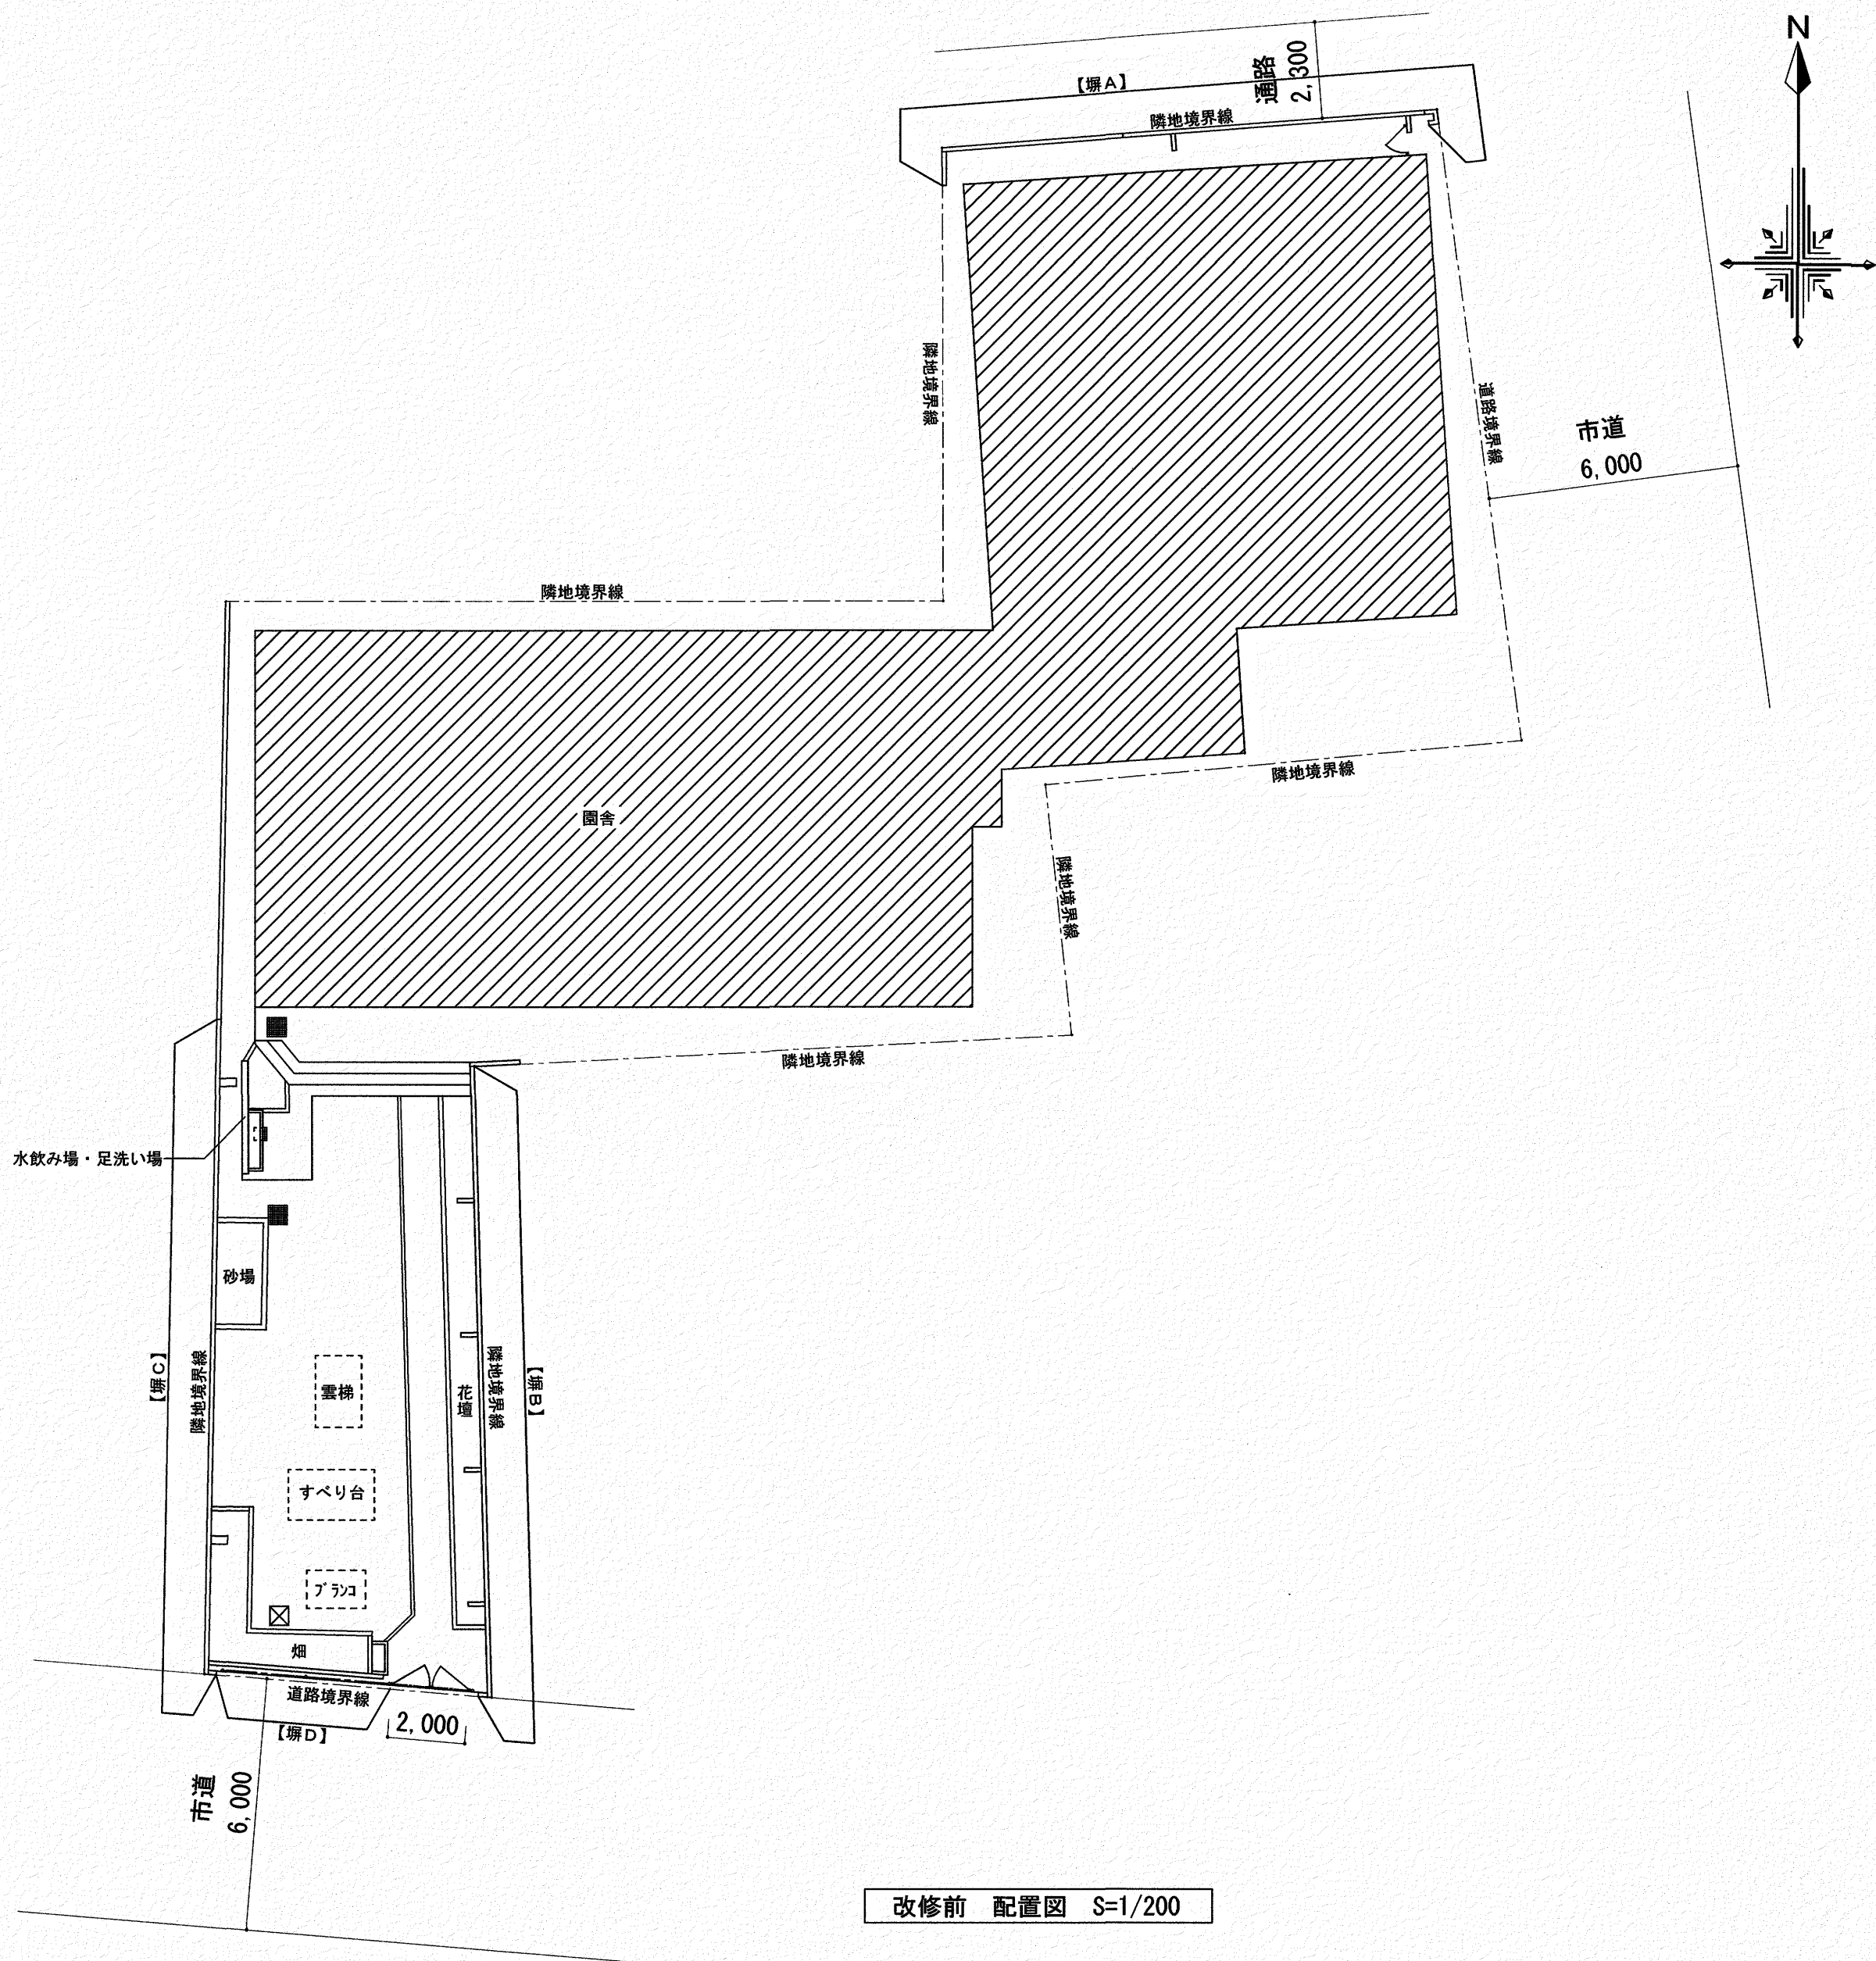 N
通路
2,300
【塀A】
隣地境界線
隣地境界線
道路境界線
市道
6,000
隣地境界線
隣地境界線
園舎
隣地境界線
隣地境界線
水飲み場・足洗い場
砂場
【塀C】
隣地境界線
雲梯
花壇
隣地境界線
【塀B】
すべり台
ブランコ
畑
道路境界線
【塀D】
2,000
市道
6,000
改修前 配置図 S=1/200